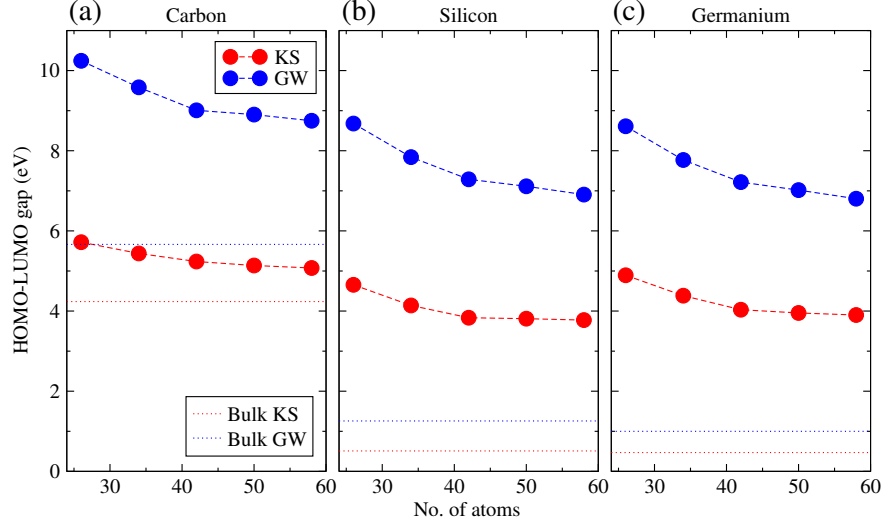 (a) Carbon
(b) Silicon
(c) Germanium
HOMO-LUMO gap (eV)
10
8
6
4
2
0
KS
GW
Bulk KS
Bulk GW
30 40 50 60
30 40 50 60
30 40 50 60
No. of atoms